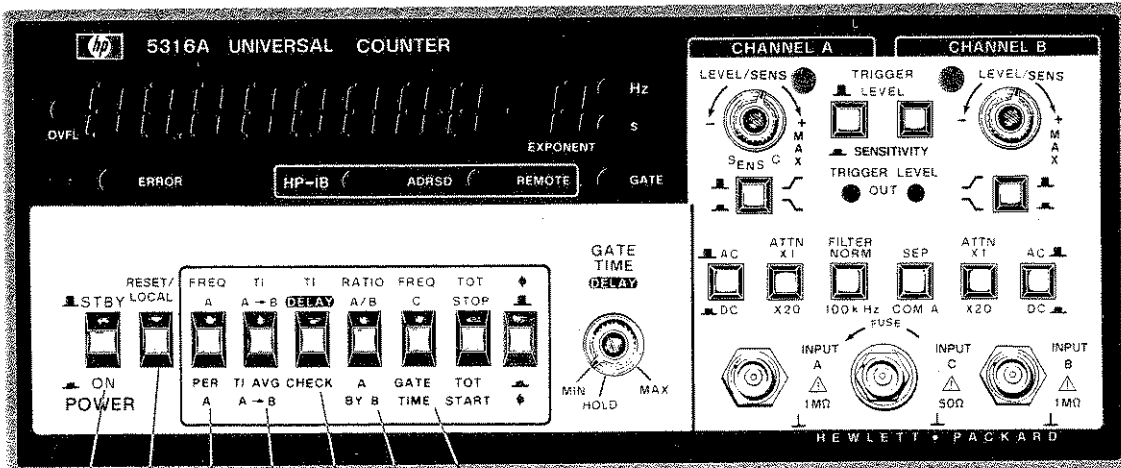 hp 5316A UNIVERSAL COUNTER
CHANNEL A
CHANNEL B
Hz
OVFL
S
EXPONENT
ERROR
HP-IB
ADRSD
REMOTE
GATE
LEVEL/SENS
TRIGGER
LEVEL
LEVEL/SENS
- + MAX
- + MAX
SENS C
SENSITIVITY
TRIGGER LEVEL
OUT
GATE
TIME
DELAY
AC
ATTN
X1
FILTER
NORM
SEP
ATTN
X1
AC
DC
X20
100kHz
COM A
X20
DC
FUSE
STBY
RESET/
LOCAL
FREQ
A
TI
A→B
TI
DELAY
RATIO
A/B
FREQ
C
TOT
STOP
ϕ
ON
POWER
PER
A
TI AVG
A→B
CHECK
A
BY B
GATE
TIME
TOT
START
ϕ
MIN
HOLD
MAX
INPUT
A
1MΩ
INPUT
C
50Ω
INPUT
B
1MΩ
HEWLETT • PACKARD